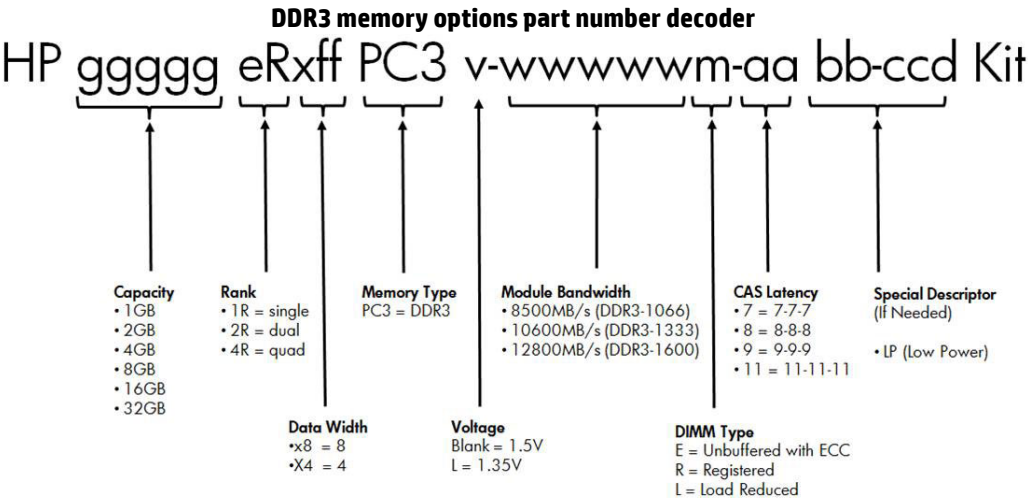 DDR3 memory options part number decoder
HP ggggg eRxff PC3 v-wwwwwm-aa bb-ccd Kit
Capacity
• 1GB
• 2GB
• 4GB
• 8GB
• 16GB
• 32GB
Rank
• 1R = single
• 2R = dual
• 4R = quad
Memory Type
PC3 = DDR3
Module Bandwidth
• 8500MB/s (DDR3-1066)
• 10600MB/s (DDR3-1333)
• 12800MB/s (DDR3-1600)
CAS Latency
• 7 = 7-7-7
• 8 = 8-8-8
• 9 = 9-9-9
• 11 = 11-11-11
Special Descriptor
(If Needed)
• LP (Low Power)
Data Width
•x8 = 8
•X4 = 4
Voltage
Blank = 1.5V
L = 1.35V
DIMM Type
E = Unbuffered with ECC
R = Registered
L = Load Reduced